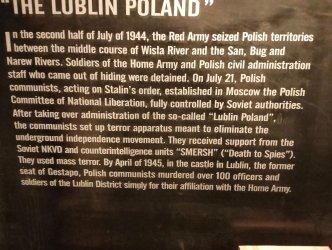 "THE LUBLIN POLAND"
In the second half of July of 1944, the Red Army seized Polish territories
between the middle course of Wisla River and the San, Bug and
Narew Rivers. Soldiers of the Home Army and Polish civil administration
staff who came out of hiding were detained. On July 21, Polish
communists, acting on Stalin's order, established in Moscow the Polish
Committee of National Liberation, fully controlled by Soviet authorities.
After taking over administration of the so-called "Lublin Poland",
the communists set up terror apparatus meant to eliminate the
underground independence movement. They received support from the
Soviet NKVD and counterintelligence units "SMERSH" ("Death to Spies").
They used mass terror. By April of 1945, in the castle in Lublin, the former
seat of Gestapo, Polish communists murdered over 100 officers and
soldiers of the Lublin District simply for their affiliation with the Home Army.